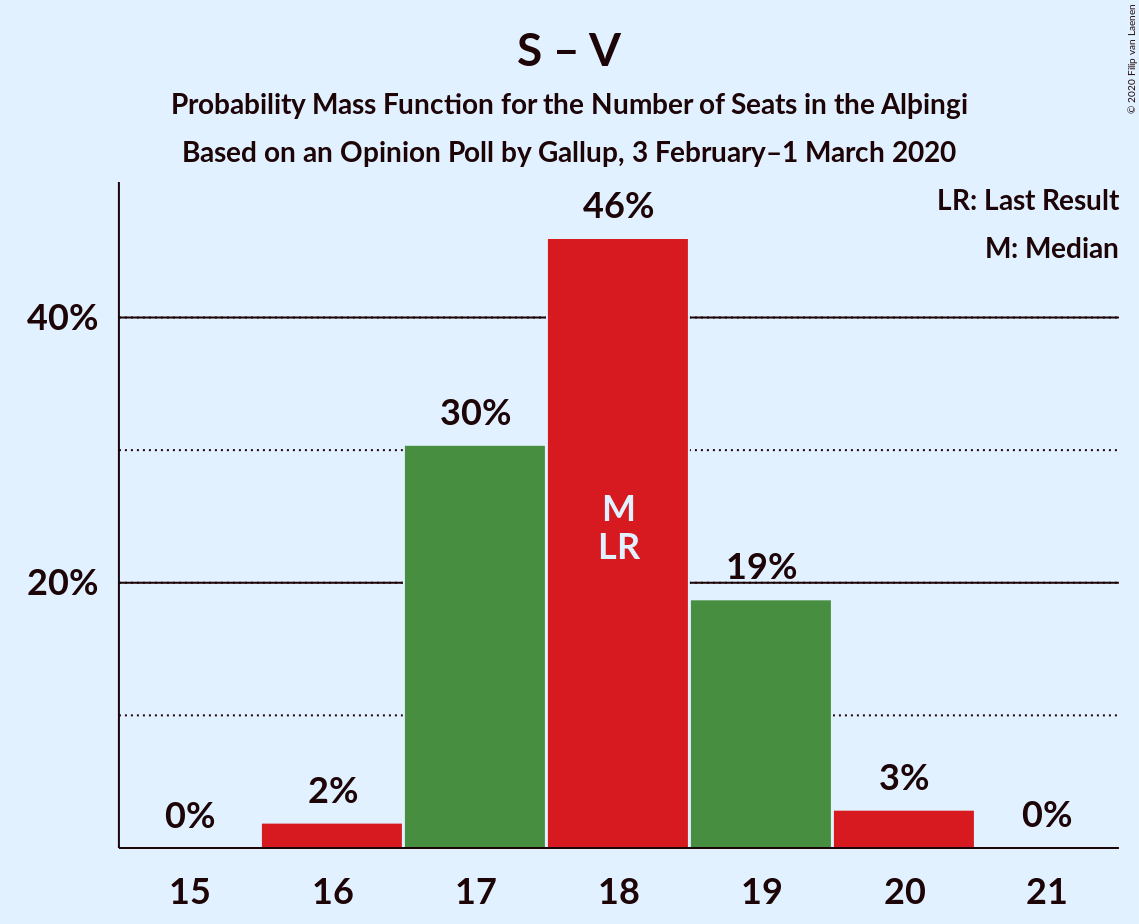 S – V
Probability Mass Function for the Number of Seats in the Alþingi
Based on an Opinion Poll by Gallup, 3 February–1 March 2020
© 2020 Filip van Laenen
LR: Last Result
M: Median
46%
40%
30%
M
LR
19%
20%
0%
2%
3%
0%
15 16 17 18 19 20 21